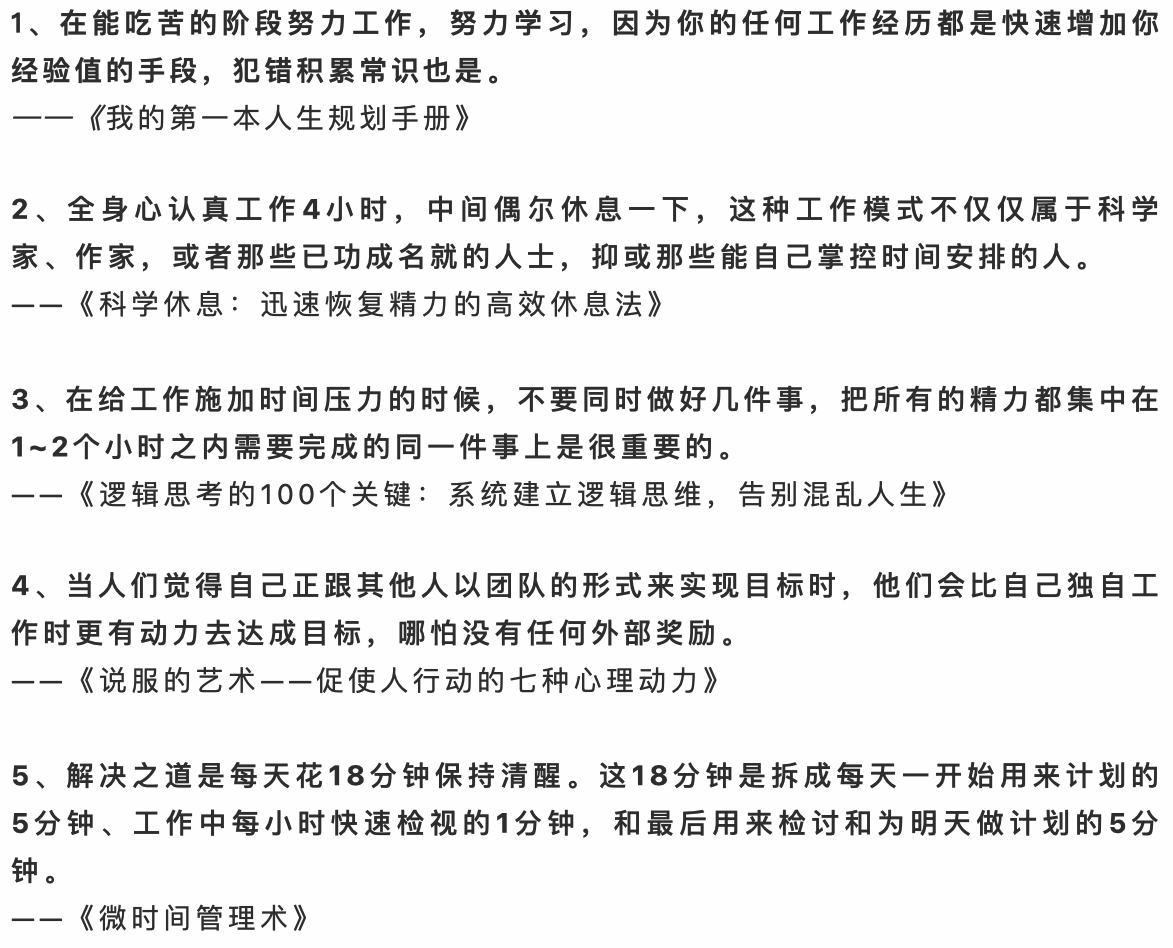 1、在能吃苦的阶段努力工作，努力学习，因为你的任何工作经历都是快速增加你
经验值的手段，犯错积累常识也是。
——《我的第一本人生规划手册》
2、全身心认真工作4小时，中间偶尔休息一下，这种工作模式不仅仅属于科学
家、作家，或者那些已功成名就的人士，抑或那些能自己掌控时间安排的人。
——《科学休息：迅速恢复精力的高效休息法》
3、在给工作施加时间压力的时候，不要同时做好几件事，把所有的精力都集中在
1~2个小时之内需要完成的同一件事上是很重要的。
——《逻辑思考的100个关键：系统建立逻辑思维，告别混乱人生》
4、当人们觉得自己正跟其他人以团队的形式来实现目标时，他们会比自己独自工
作时更有动力去达成目标，哪怕没有任何外部奖励。
——《说服的艺术——促使人行动的七种心理动力》
5、解决之道是每天花18分钟保持清醒。这18分钟是拆成每天一开始用来计划的
5分钟、工作中每小时快速检视的1分钟，和最后用来检讨和为明天做计划的5分
钟。
——《微时间管理术》